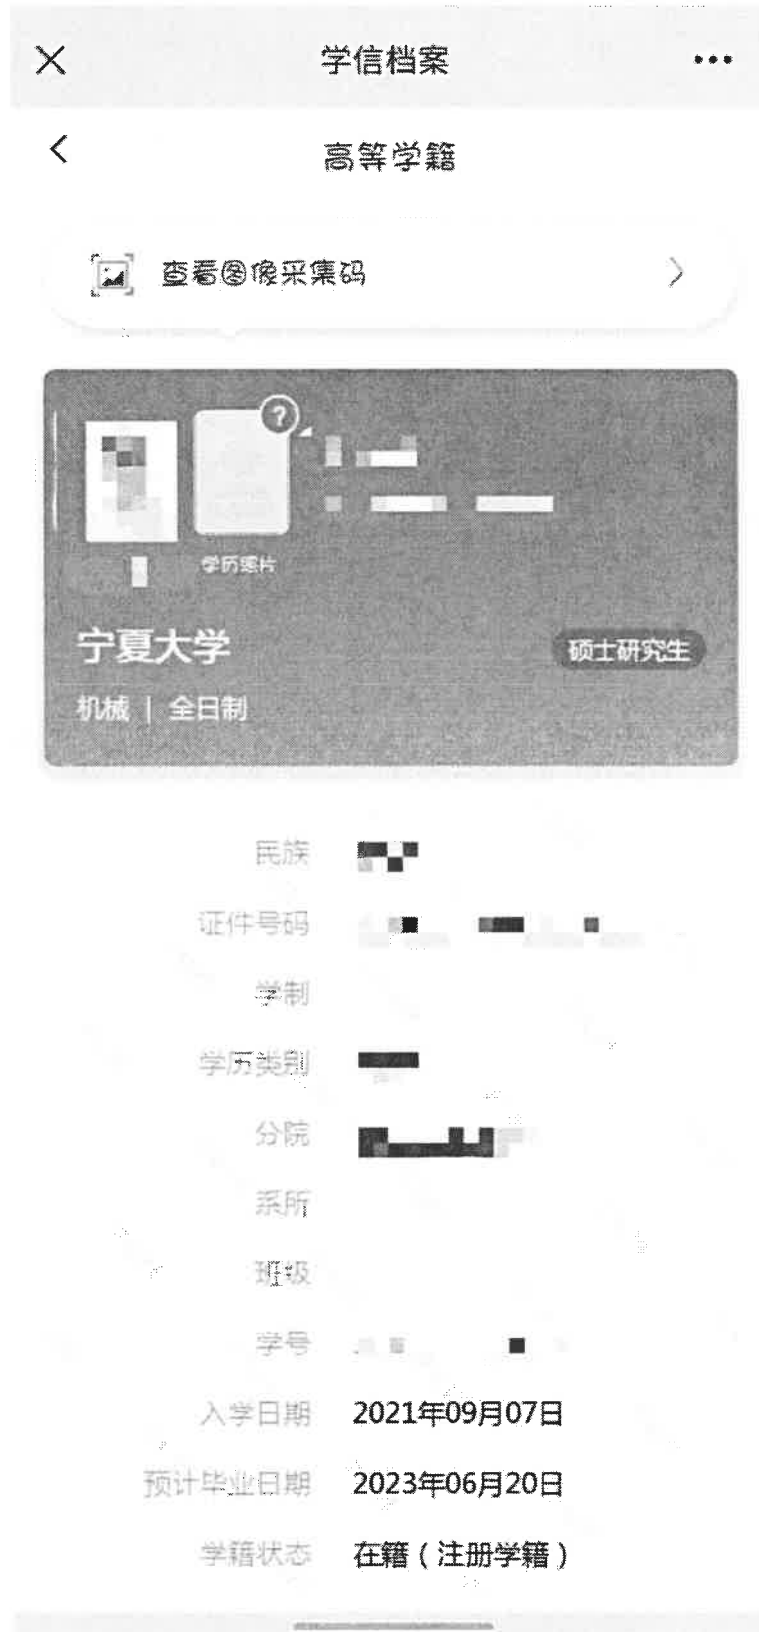 学信档案
高等学籍
查看图像采集码
?
学历照片
宁夏大学
硕士研究生
机械 | 全日制
民族
证件号码
学制
学历类别
分院
系所
班级
学号
入学日期 2021年09月07日
预计毕业日期 2023年06月20日
学籍状态 在籍 ( 注册学籍 )